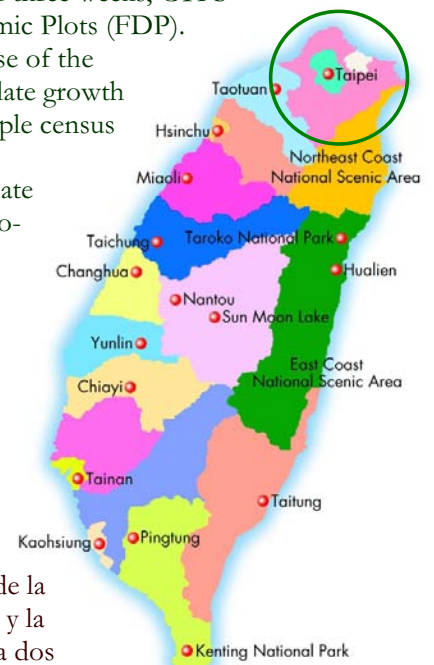 three weeks, CTFS
mic Plots (FDP).
se of the
late growth
ple census
ate
o-
Taipei
Taotuan
Hsinchu
Northeast Coast
National Scenic Area
Miaoli
Taichung
Taroko National Park
Changhua
Hualien
Nantou
Sun Moon Lake
Yunlin
East Coast
National Scenic Area
Chiayi
Tainan
Taitung
Kaohsiung
Pingtung
de la
y la
a dos
Kenting National Park